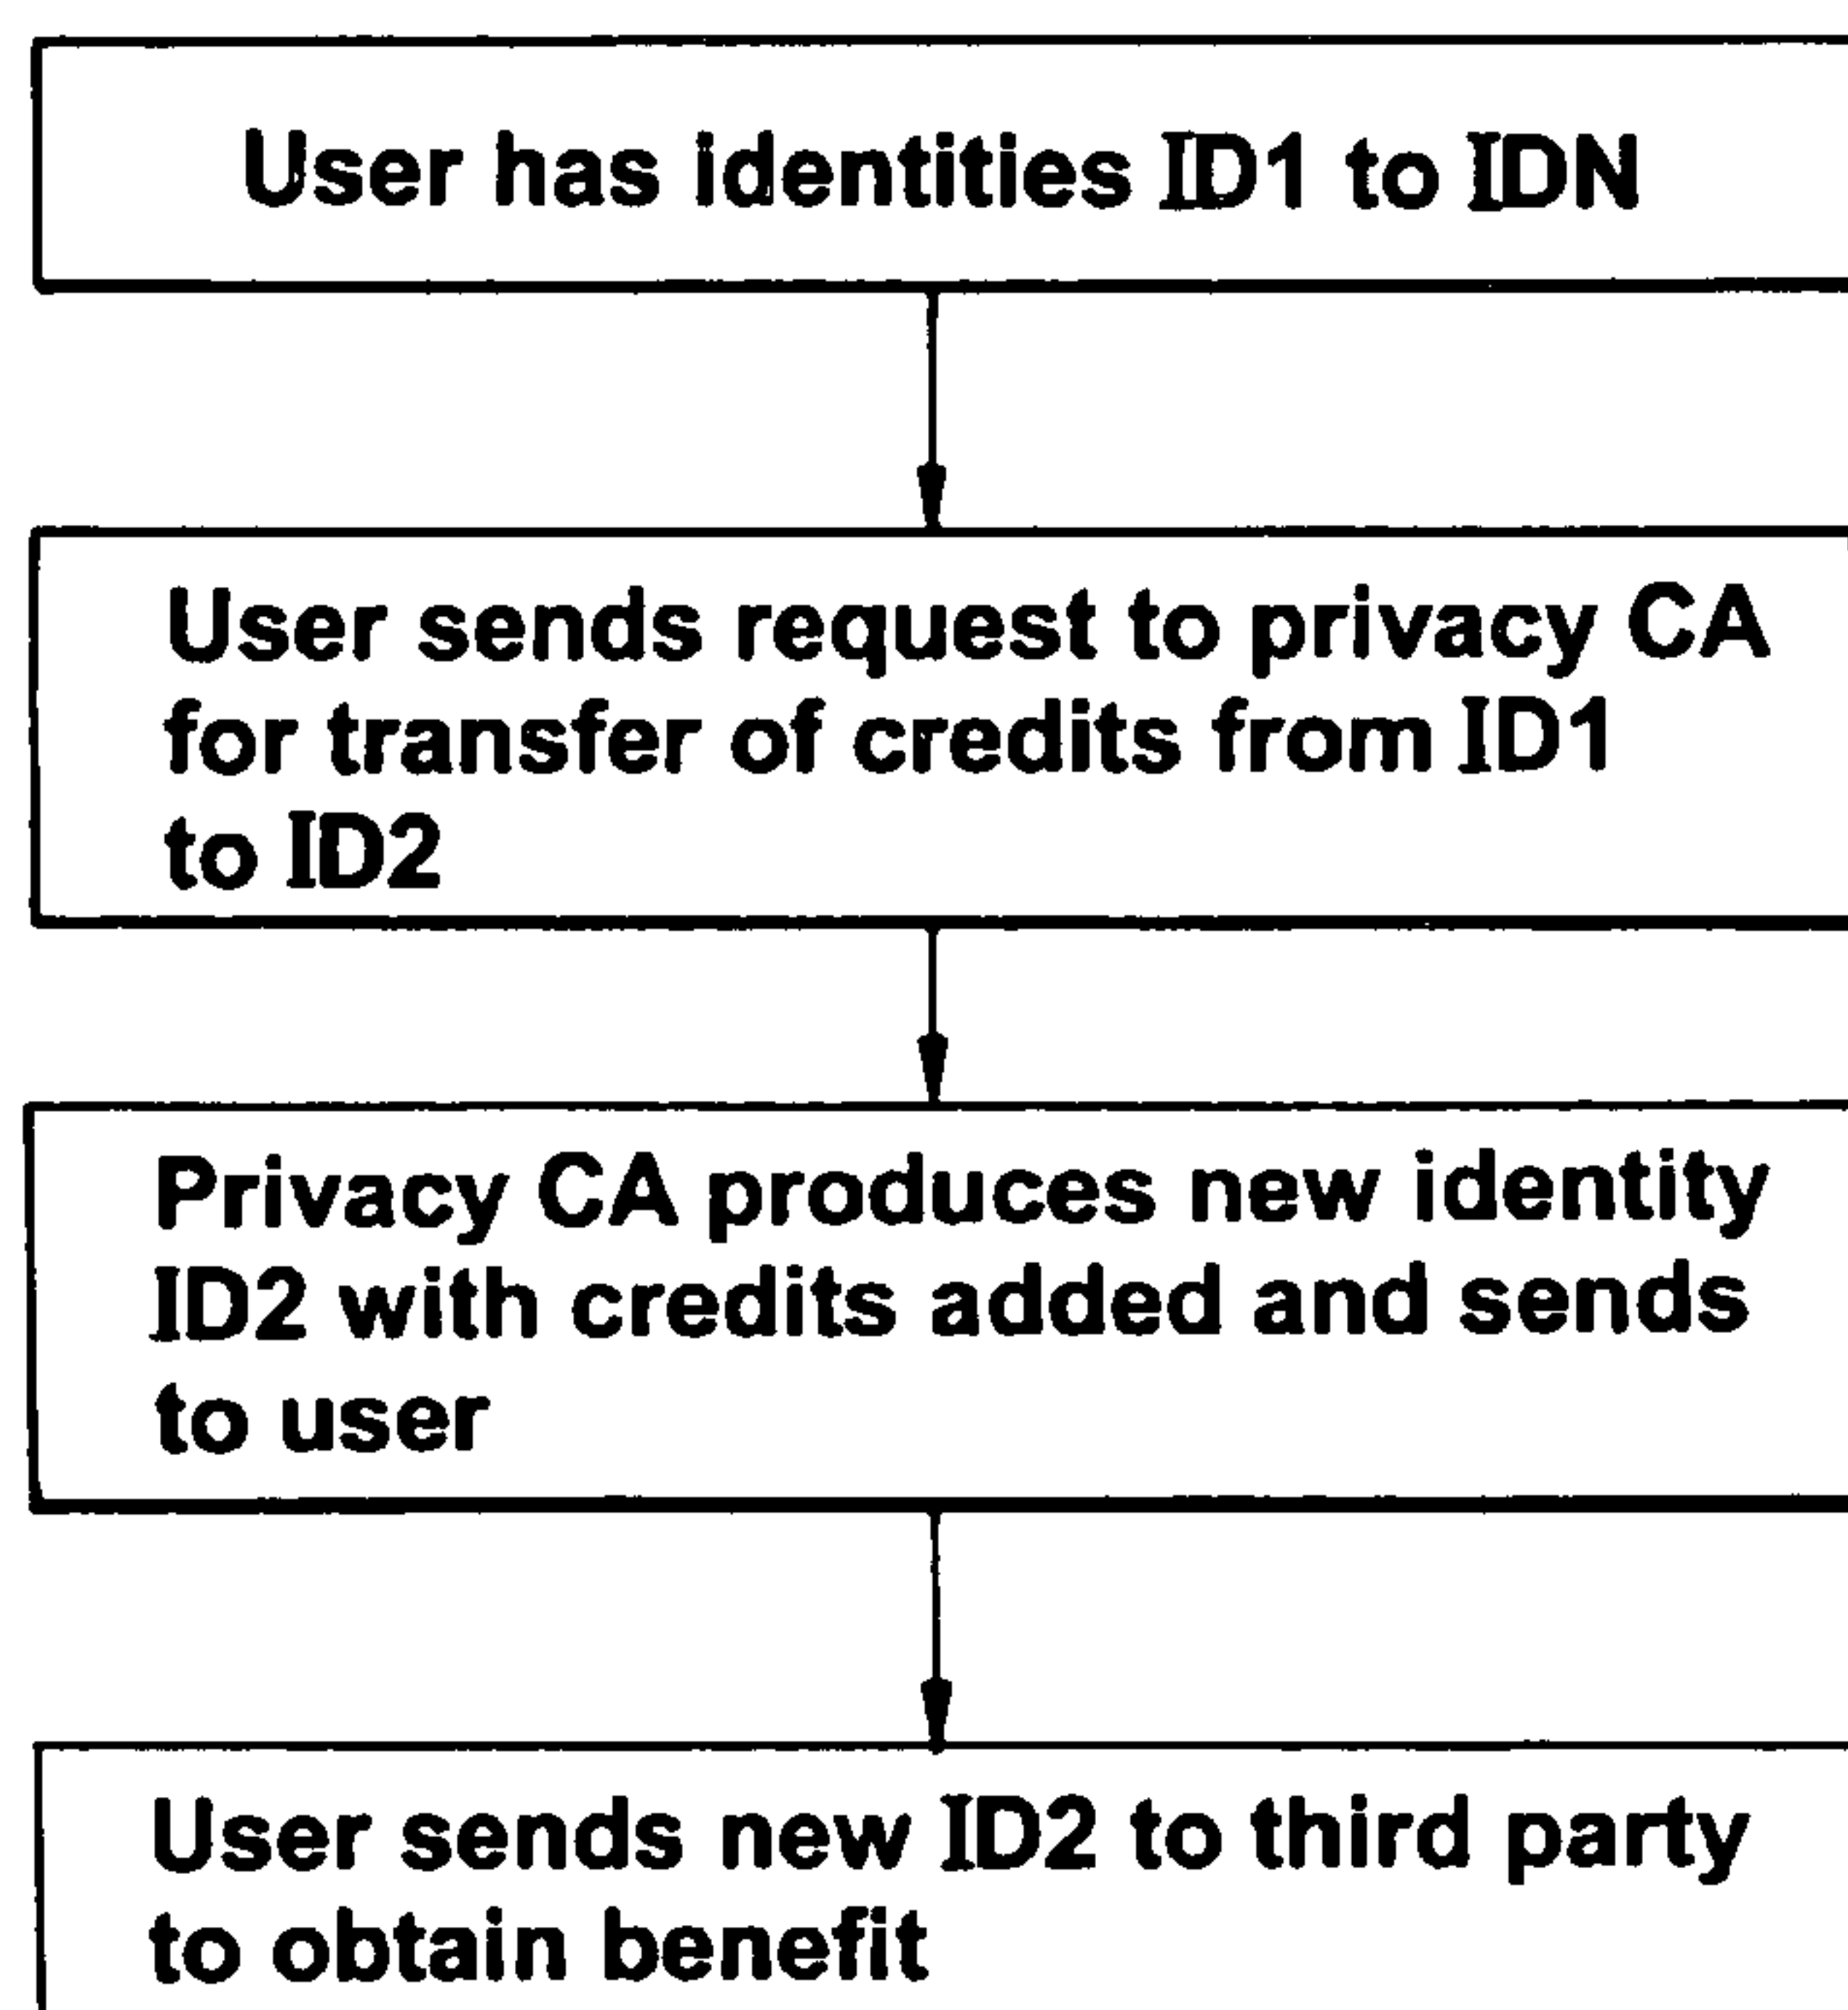 User has identities ID1 to IDN
User sends request to privacy CA
for transfer of credits from ID1
to ID2
Privacy CA produces new identity
ID2 with credits added and sends
to user
User sends new ID2 to third party
to obtain benefit